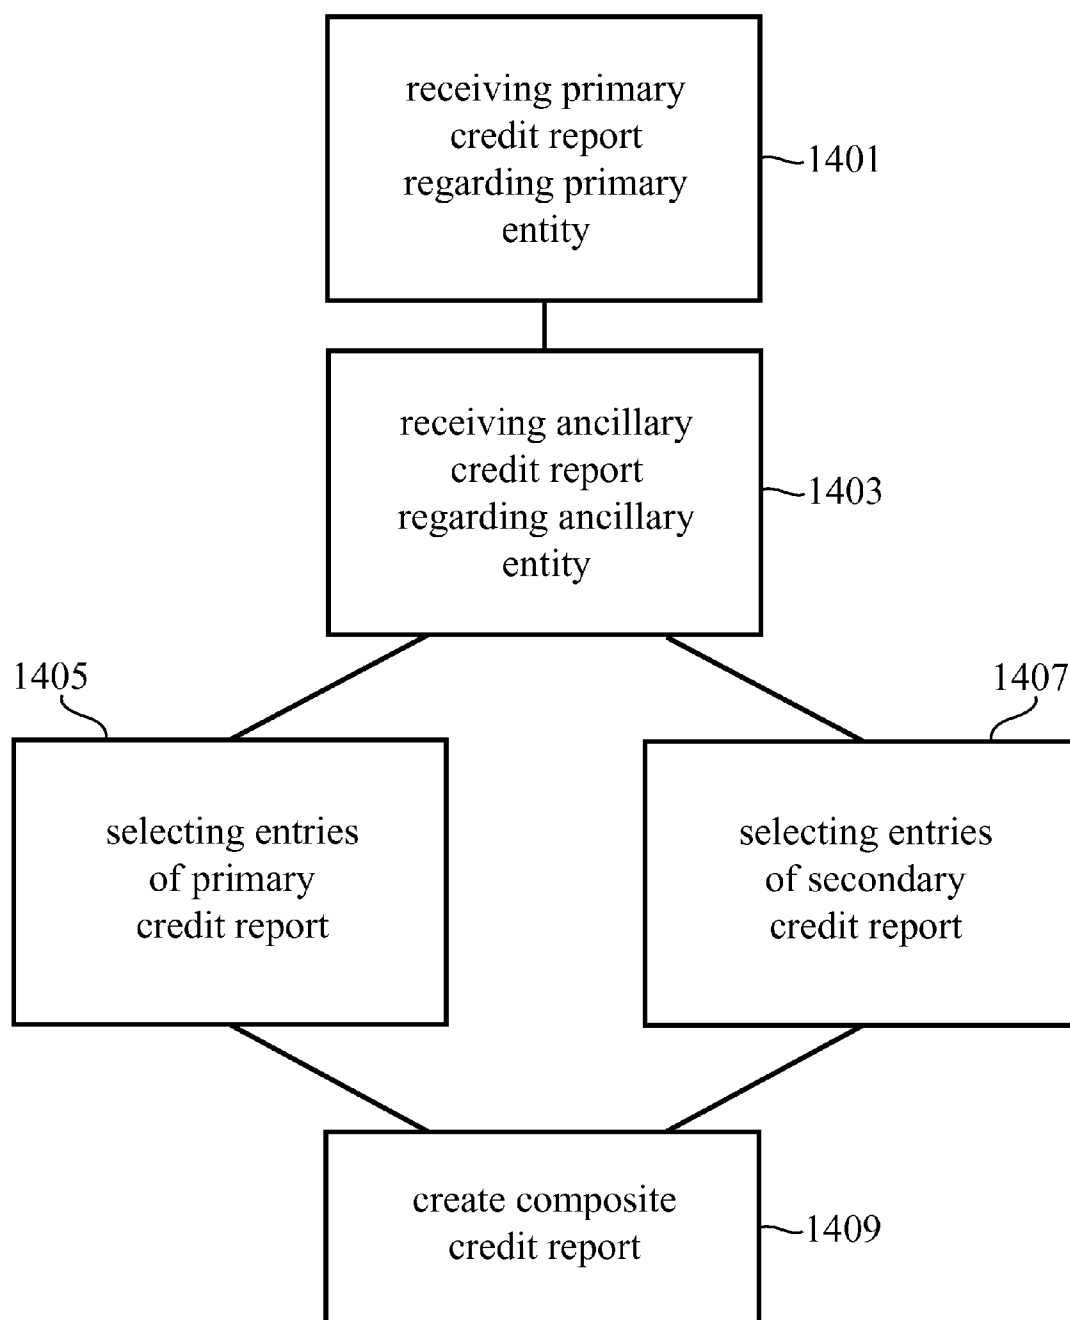 receiving primary
credit report
regarding primary
entity
1401
receiving ancillary
credit report
regarding ancillary
entity
1403
1405
1407
selecting entries
of primary
credit report
selecting entries
of secondary
credit report
create composite
credit report
1409